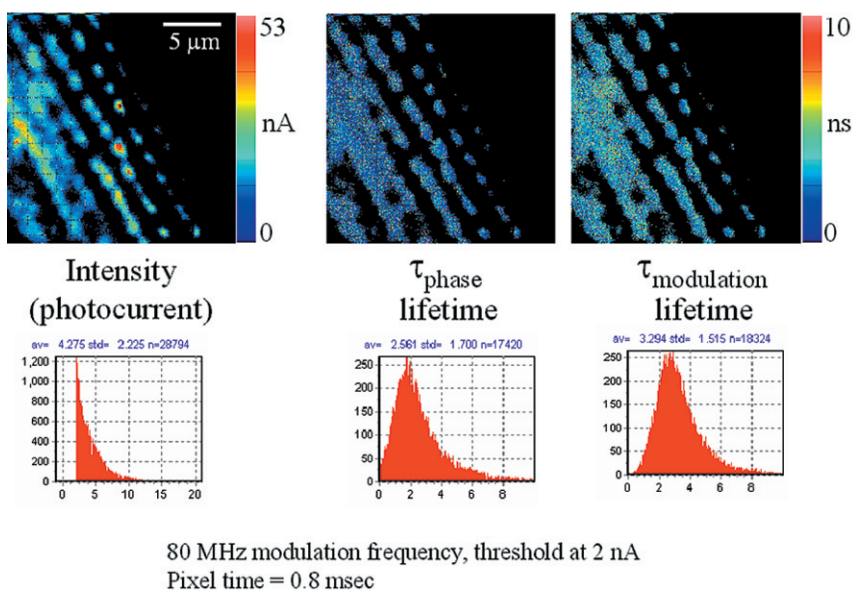 5 μm
53
nA
0
10
ns
0
Intensity
(photocurrent)
τphase
lifetime
τmodulation
lifetime
av= 4.275 std= 2.225 n=28794
1,200
1,000
800
600
400
200
0
0 5 10 15 20
av= 2.561 std= 1.700 n=17420
250
200
150
100
50
0
0 2 4 6 8
av= 3.294 std= 1.515 n=18324
250
200
150
100
50
0
0 2 4 6 8
80 MHz modulation frequency, threshold at 2 nA
Pixel time = 0.8 msec